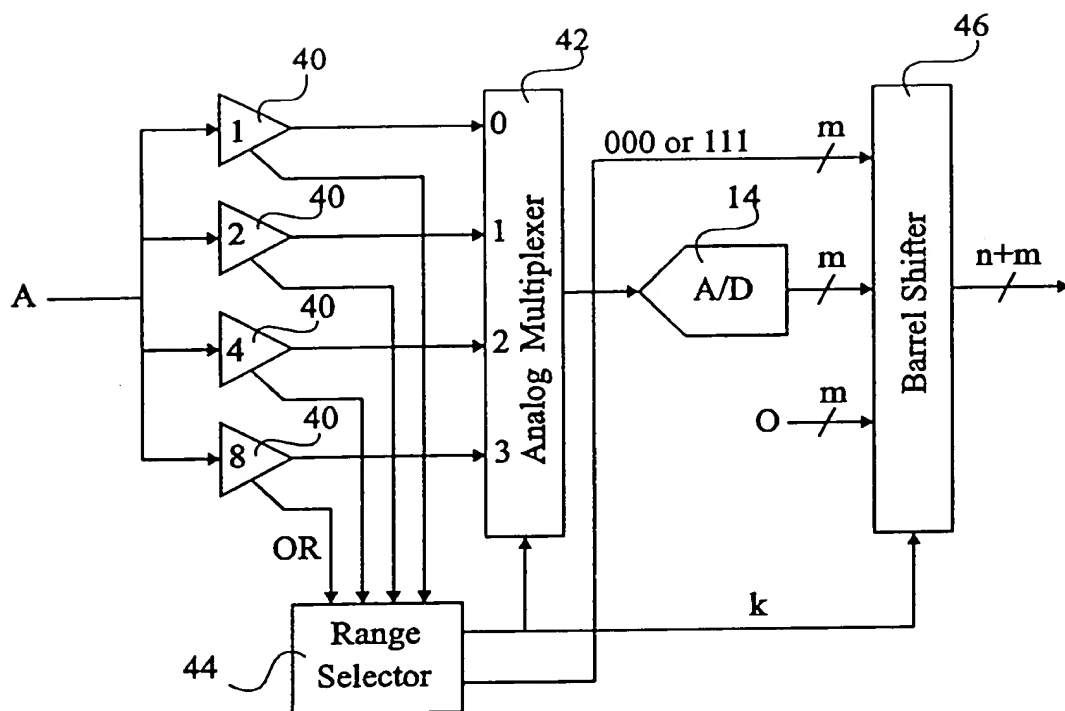 42
46
40
1
0
000 or 111
m
40
14
2
1
m
n+m
A
A/D
40
Analog Multiplexer
Barrel Shifter
4
2
m
40
O
8
3
OR
k
Range
Selector
44